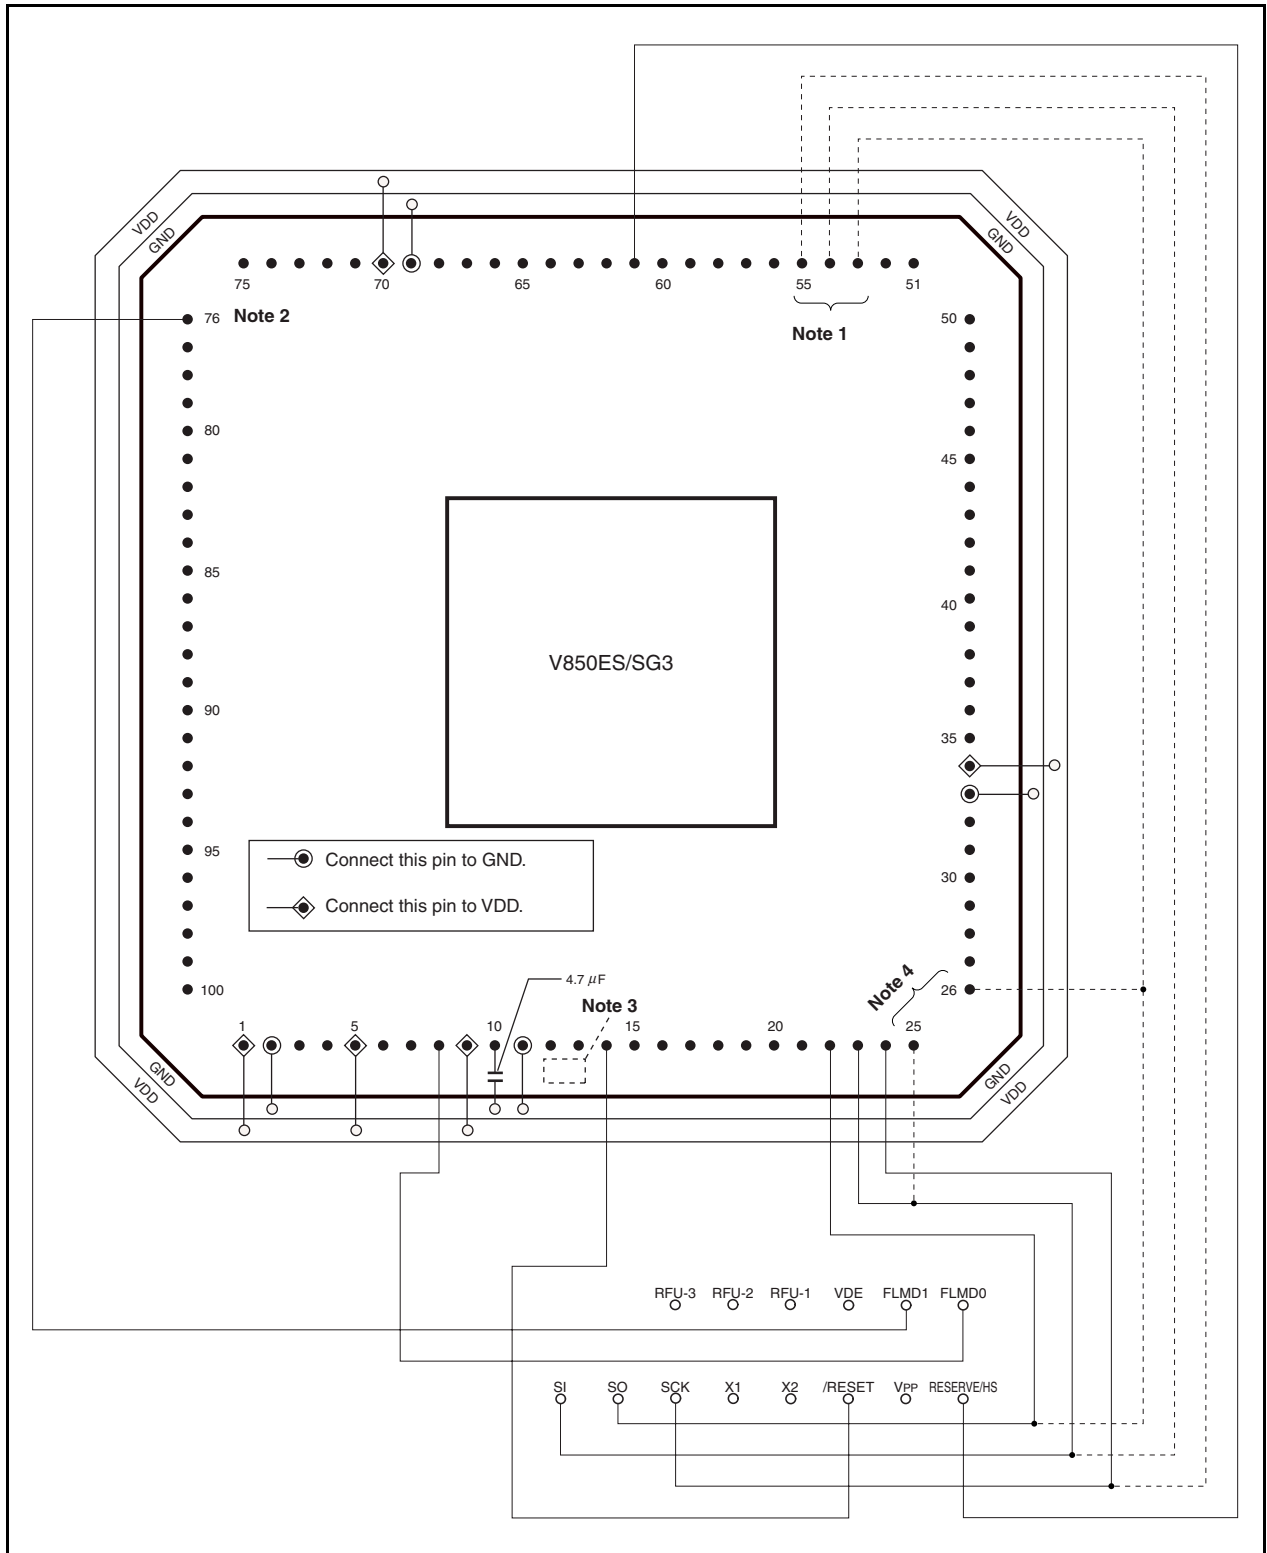 VDD
GND
VDD
GND
75
70
65
60
55
51
76
Note 2
Note 1
50
80
45
85
40
V850ES/SG3
90
35
95
Connect this pin to GND.
30
Connect this pin to VDD.
100
4.7 μF
Note 3
Note 4
26
1
5
10
15
20
25
GND
VDD
GND
VDD
RFU-3 RFU-2 RFU-1 VDE FLMD1 FLMD0
SI SO SCK X1 X2 /RESET VPP RESERVE/HS